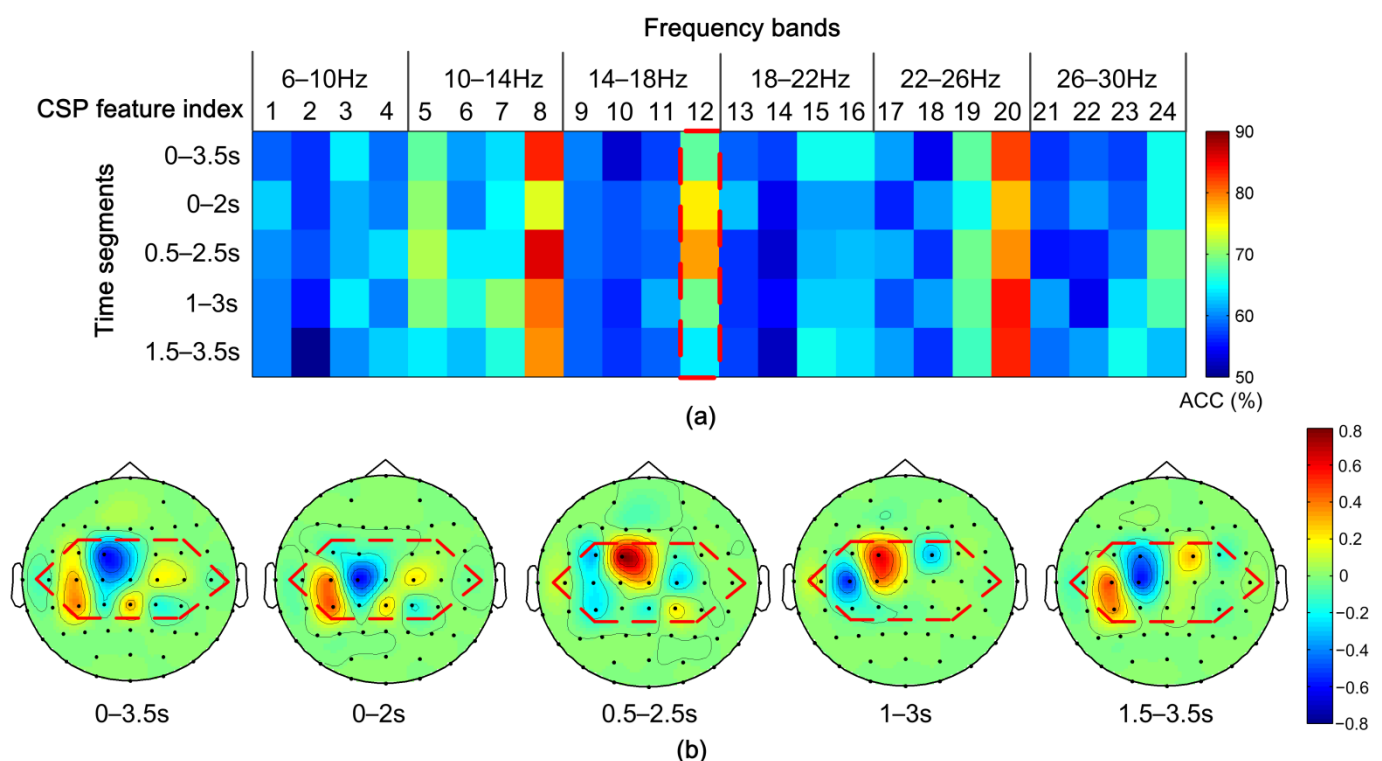 Frequency bands
6–10Hz 10–14Hz 14–18Hz 18–22Hz 22–26Hz 26–30Hz
CSP feature index 1 2 3 4 5 6 7 8 9 10 11 12 13 14 15 16 17 18 19 20 21 22 23 24
Time segments
0–3.5s
0–2s
0.5–2.5s
1–3s
1.5–3.5s
90
80
70
60
50
ACC (%)
(a)
0.8
0.6
0.4
0.2
0
−0.2
−0.4
−0.6
−0.8
0–3.5s 0–2s 0.5–2.5s 1–3s 1.5–3.5s
(b)